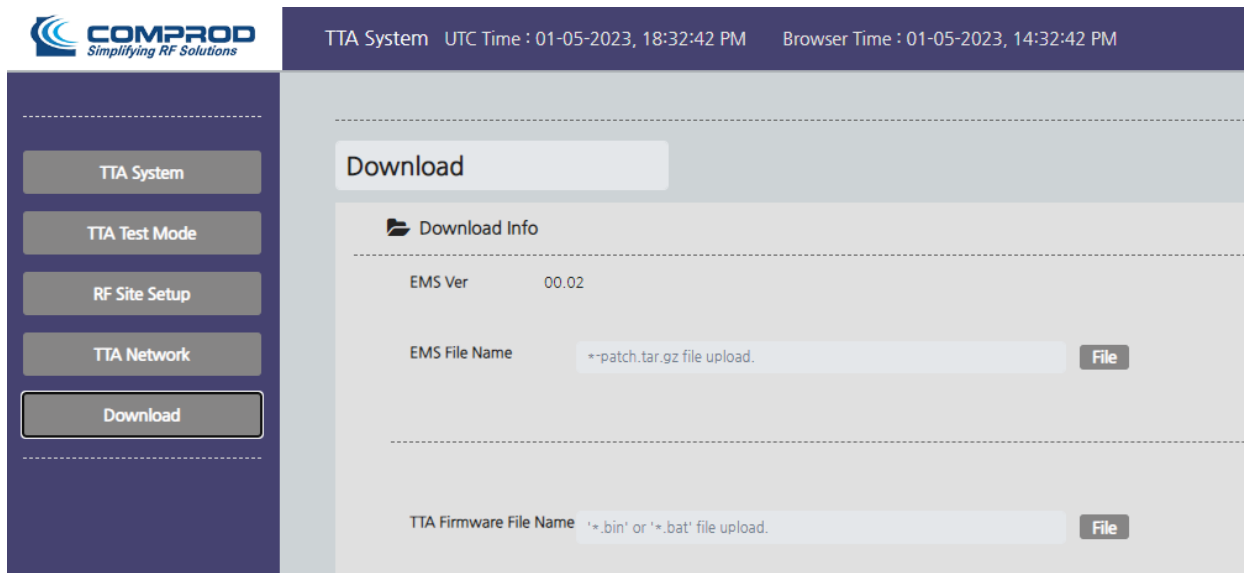 COMPROD
Simplifying RF Solutions
TTA System UTC Time : 01-05-2023, 18:32:42 PM Browser Time : 01-05-2023, 14:32:42 PM
TTA System
TTA Test Mode
RF Site Setup
TTA Network
Download
Download
Download Info
EMS Ver 00.02
EMS File Name *-patch.tar.gz file upload. File
TTA Firmware File Name '*.bin' or '*.bat' file upload. File